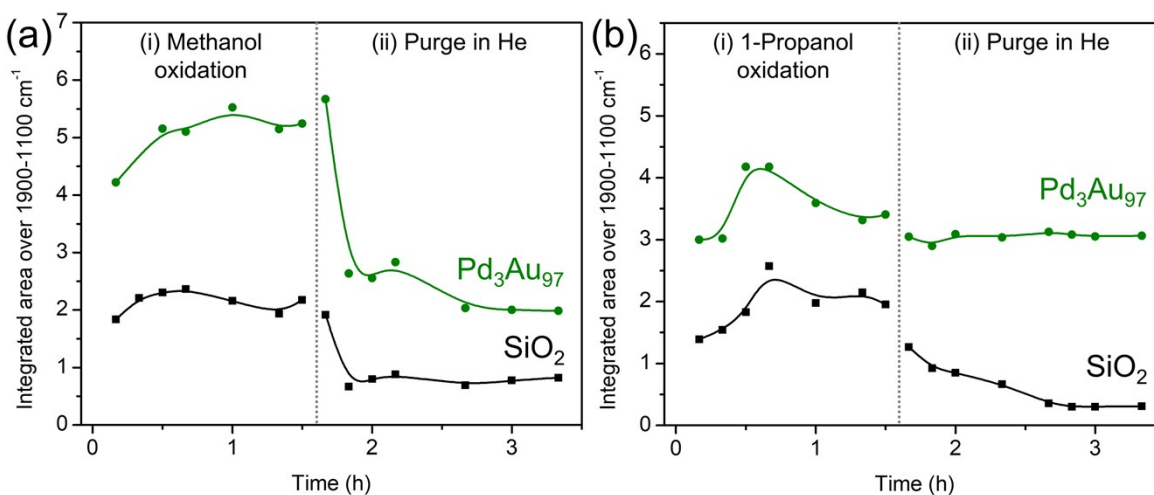 (a)
(i) Methanol
oxidation
(ii) Purge in He
Integrated area over 1900-1100 cm⁻¹
7
6
5
4
3
2
1
0
Pd₃Au₉₇
SiO₂
0 1 2 3
Time (h)
(b)
(i) 1-Propanol
oxidation
(ii) Purge in He
Integrated area over 1900-1100 cm⁻¹
6
5
4
3
2
1
0
Pd₃Au₉₇
SiO₂
0 1 2 3
Time (h)